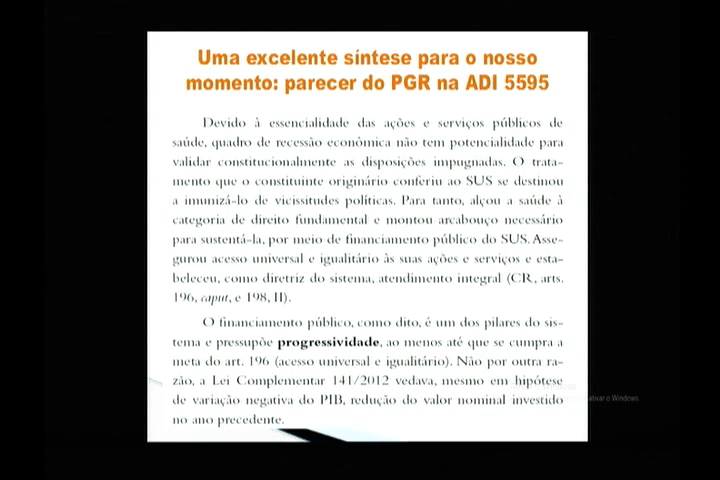 Uma excelente síntese para o nosso
momento: parecer do PGR na ADI 5595
Devido à essencialidade das ações e serviços públicos de
saúde, quadro de recessão econômica não tem potencialidade para
validar constitucionalmente as disposições impugnadas. O trata-
mento que o constituinte originário conferiu ao SUS se destinou
a imunizá-lo de vicissitudes políticas. Para tanto, alçou a saúde à
categoria de direito fundamental e montou arcabouço necessário
para sustentá-la, por meio de financiamento público do SUS. Asse-
gurou acesso universal e igualitário às suas ações e serviços e esta-
beleceu, como diretriz do sistema, atendimento integral (CR, arts.
196, caput, e 198, II).
O financiamento público, como dito, é um dos pilares do sis-
tema e pressupõe progressividade, ao menos até que se cumpra a
meta do art. 196 (acesso universal e igualitário). Não por outra ra-
zão, a Lei Complementar 141/2012 vedava, mesmo em hipótese
de variação negativa do PIB, redução do valor nominal investido
ativar o Windows.
no ano precedente.